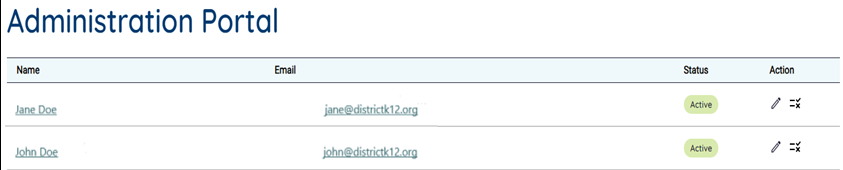 Administration Portal
Name Email Status Action
Jane Doe jane@districtk12.org Active
John Doe john@districtk12.org Active